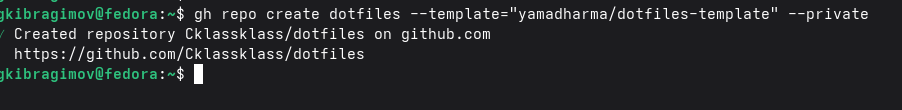 gkibragimov@fedora:~$ gh repo create dotfiles --template="yamadharma/dotfiles-template" --private
✓ Created repository Cklassklass/dotfiles on github.com
  https://github.com/Cklassklass/dotfiles
gkibragimov@fedora:~$